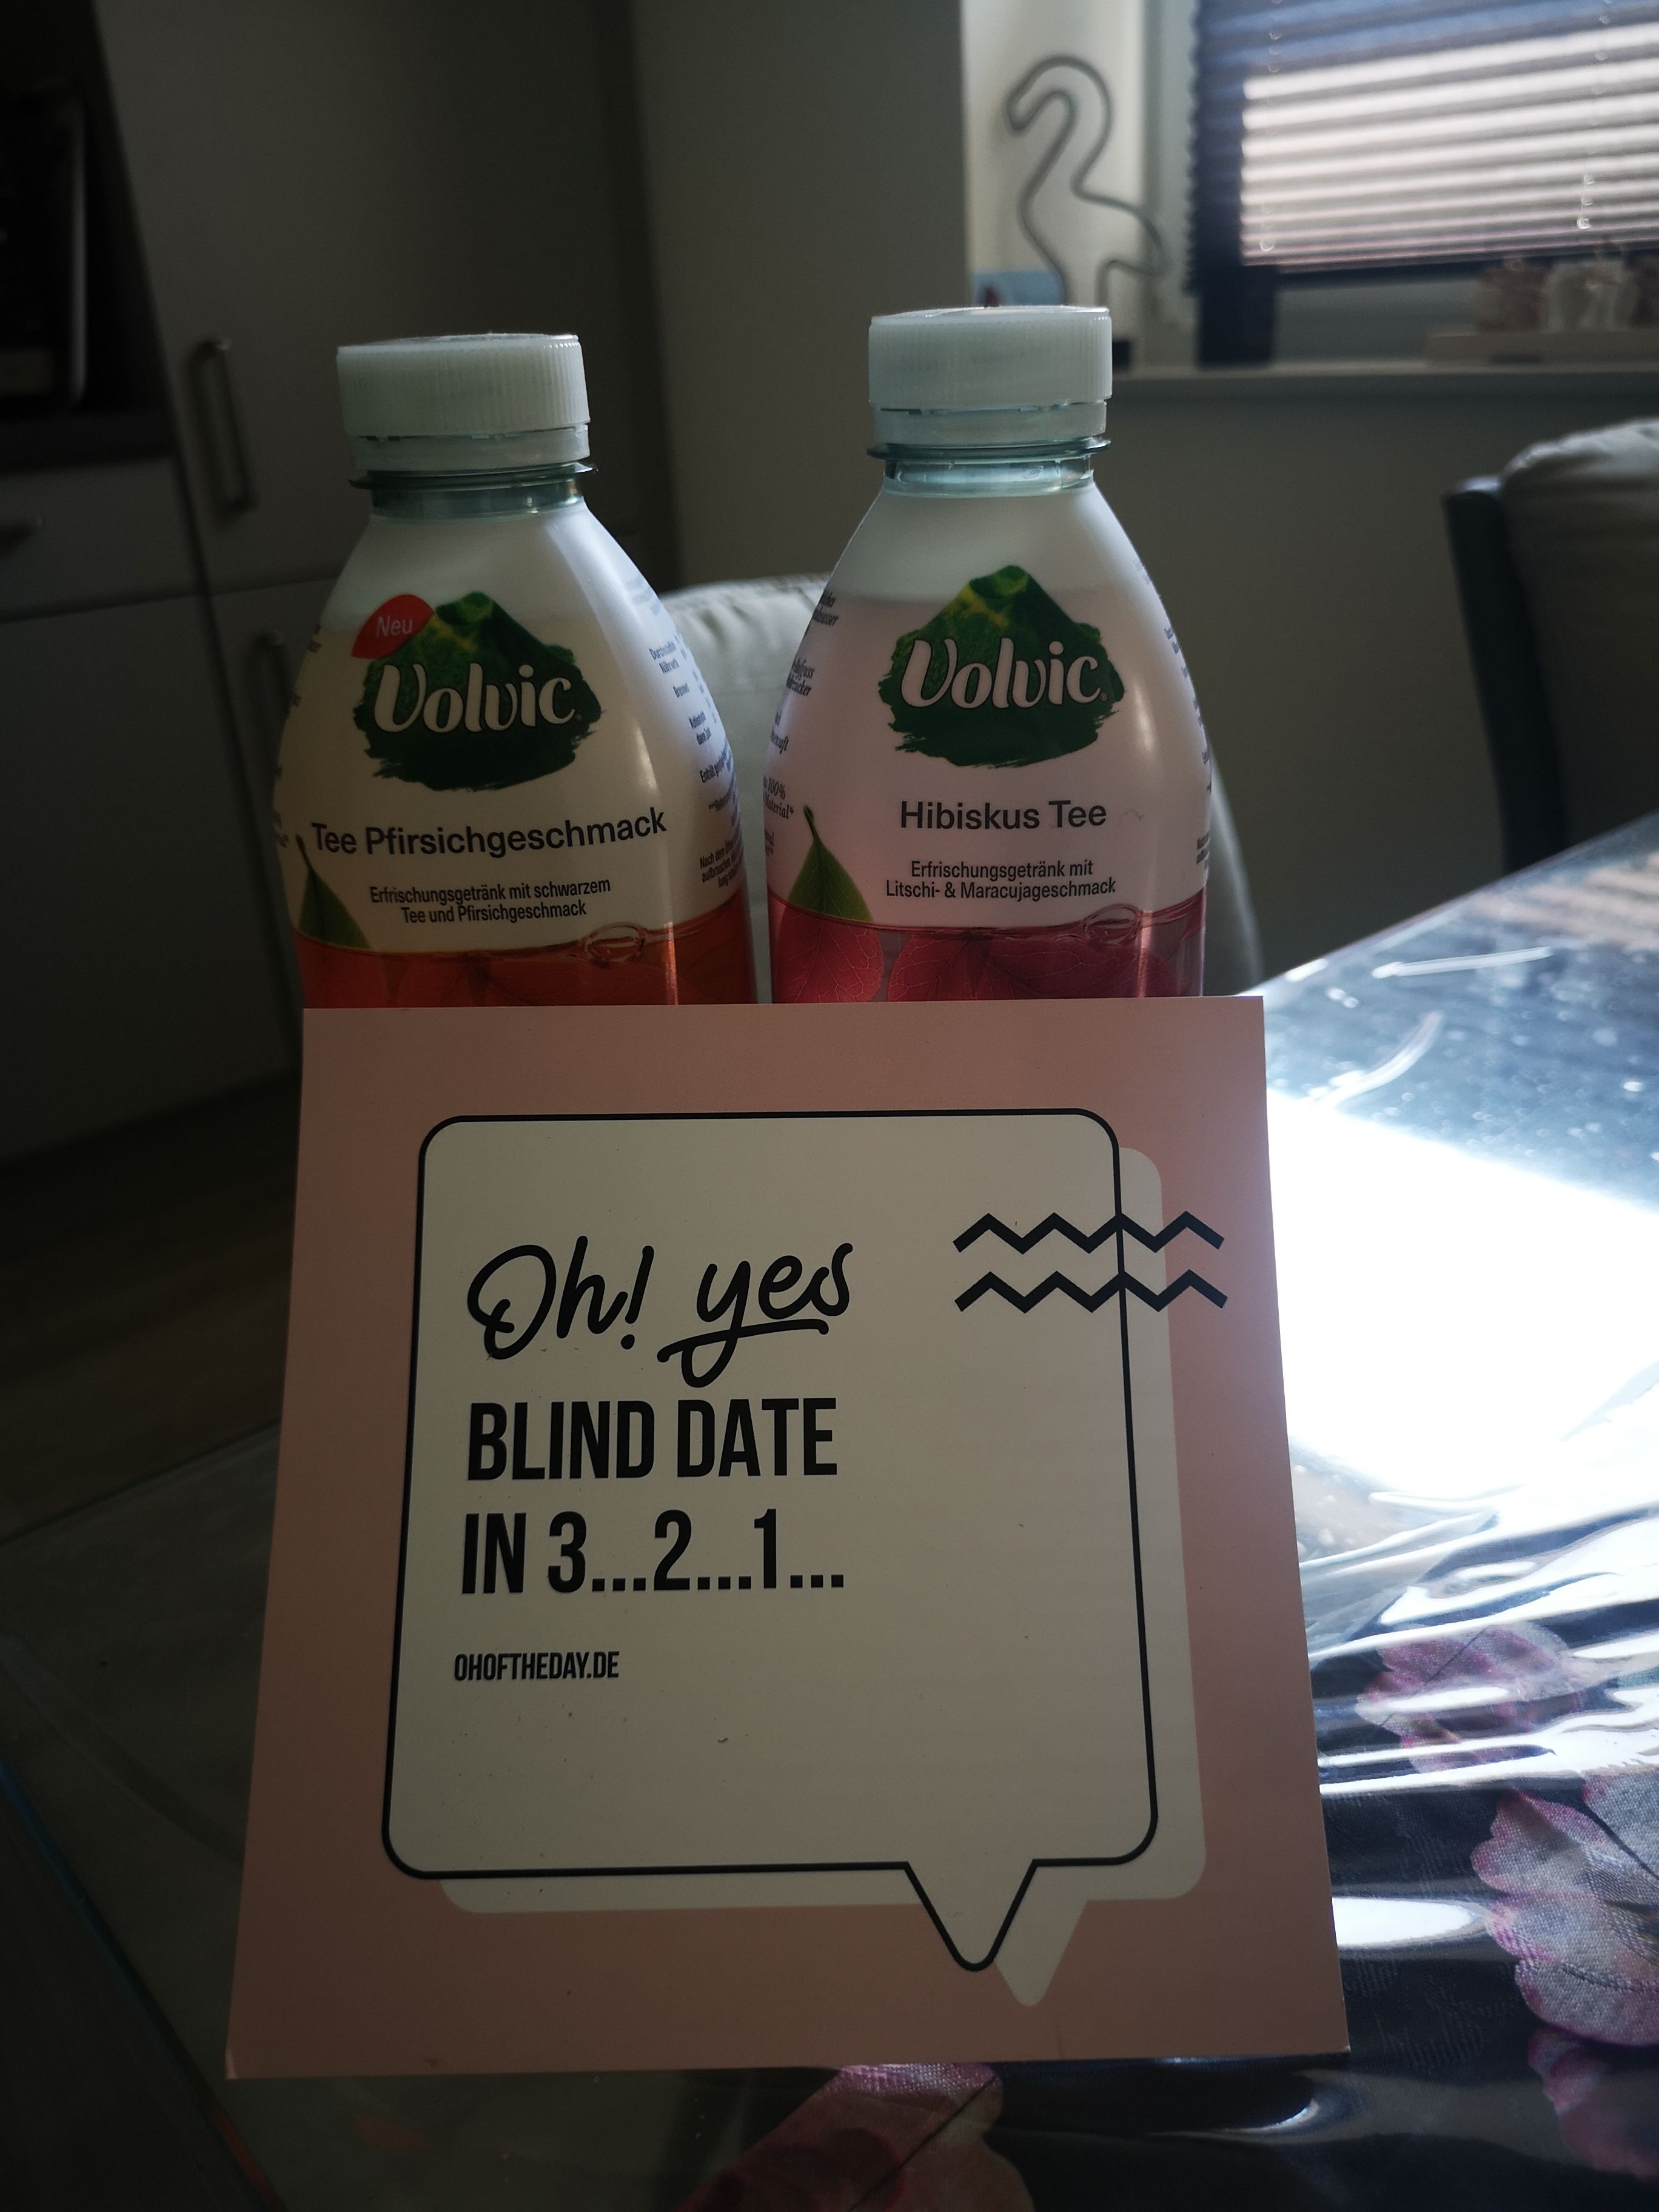 Neu
Volvic
Tee Pfirsichgeschmack
Erfrischungsgetränk mit schwarzem
Tee und Pfirsichgeschmack
Volvic
Hibiskus Tee
Erfrischungsgetränk mit
Litschi- & Maracujageschmack
Oh! yes
BLIND DATE
IN 3...2...1...
OHOFTHEDAY.DE